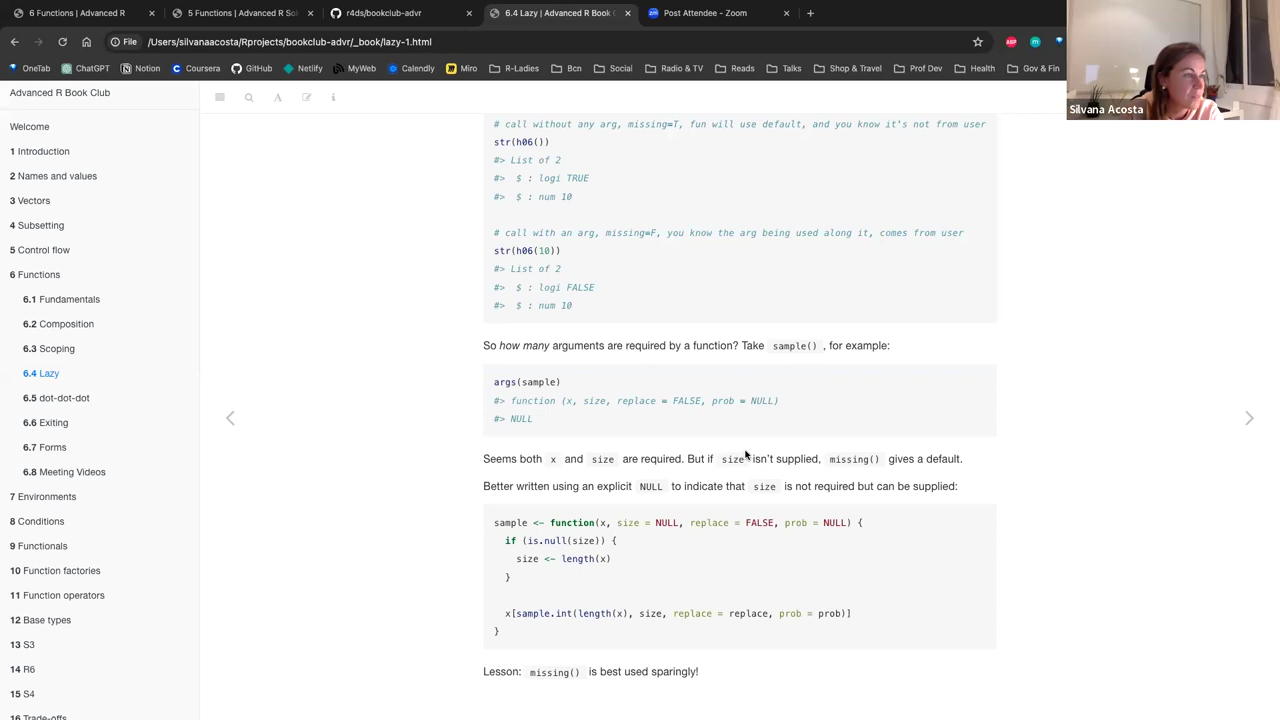 6 Functions | Advanced R
5 Functions | Advanced R Sol
r4ds/bookclub-advr
6.4 Lazy | Advanced R Book C
Post Attendee - Zoom
File
/Users/silvanaacosta/Rprojects/bookclub-advr/_book/lazy-1.html
OneTab
ChatGPT
Notion
Coursera
GitHub
Netlify
MyWeb
Calendly
Miro
R-Ladies
Bcn
Social
Radio & TV
Reads
Talks
Shop & Travel
Prof Dev
Health
Gov & Fin
Silvana Acosta
Advanced R Book Club
Welcome
1 Introduction
2 Names and values
3 Vectors
4 Subsetting
5 Control flow
6 Functions
6.1 Fundamentals
6.2 Composition
6.3 Scoping
6.4 Lazy
6.5 dot-dot-dot
6.6 Exiting
6.7 Forms
6.8 Meeting Videos
7 Environments
8 Conditions
9 Functionals
10 Function factories
11 Function operators
12 Base types
13 S3
14 R6
15 S4
16 Trade-offs
# call without any arg, missing=T, fun will use default, and you know it's not from user
str(h06())
#> List of 2
#>  $ : logi TRUE
#>  $ : num 10
# call with an arg, missing=F, you know the arg being used along it, comes from user
str(h06(10))
#> List of 2
#>  $ : logi FALSE
#>  $ : num 10
So how many arguments are required by a function? Take sample() , for example:
args(sample)
#> function (x, size, replace = FALSE, prob = NULL)
#> NULL
Seems both x and size are required. But if size isn't supplied, missing() gives a default.
Better written using an explicit NULL to indicate that size is not required but can be supplied:
sample <- function(x, size = NULL, replace = FALSE, prob = NULL) {
  if (is.null(size)) {
    size <- length(x)
  }
  x[sample.int(length(x), size, replace = replace, prob = prob)]
}
Lesson: missing() is best used sparingly!